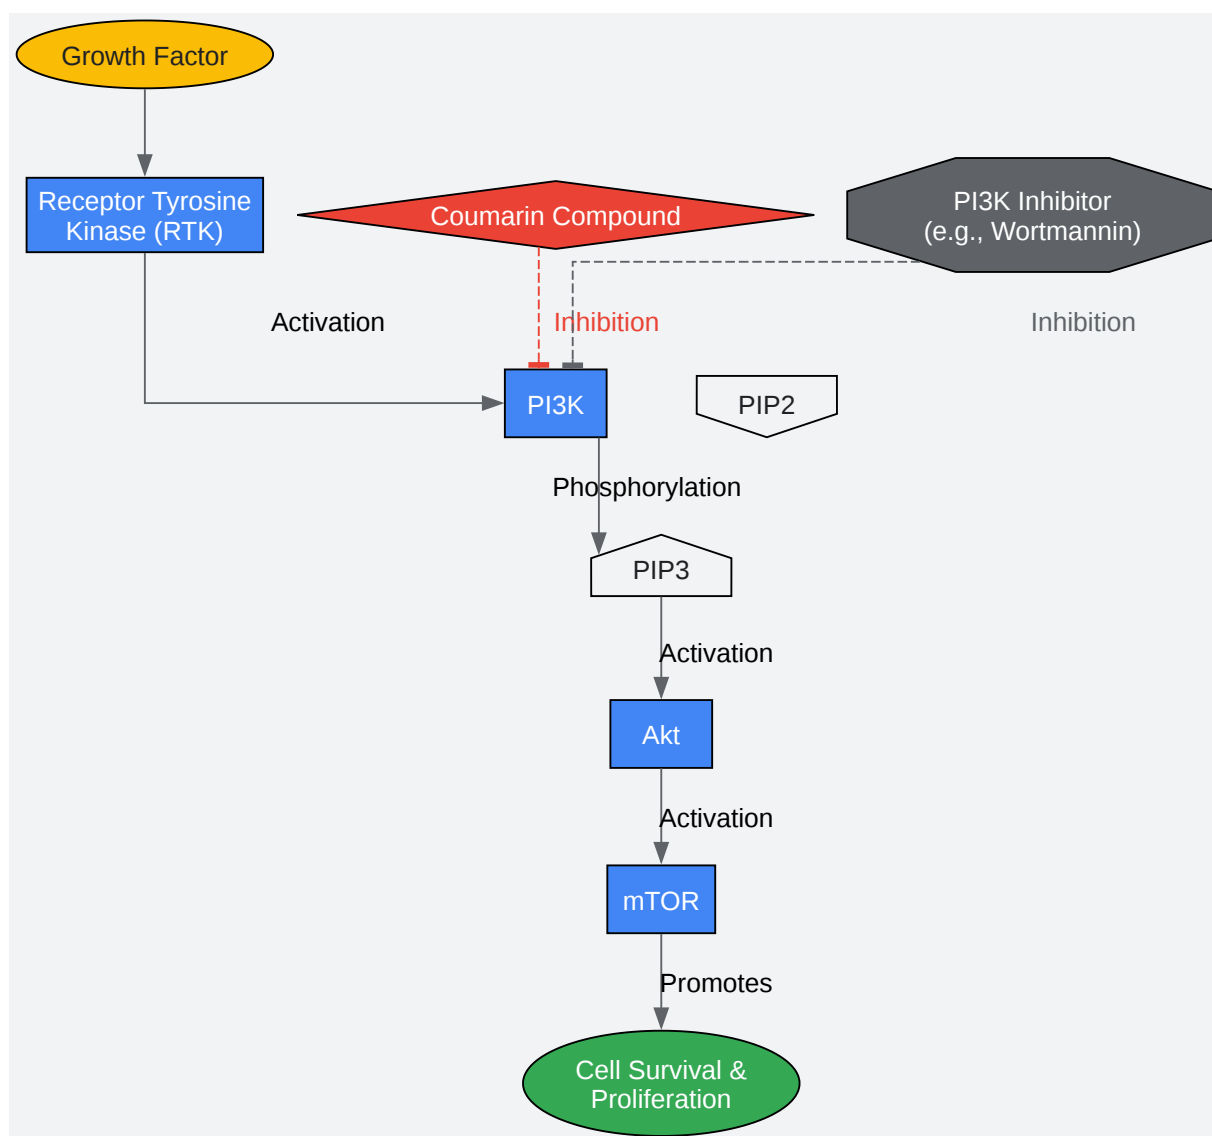 Growth Factor
Receptor Tyrosine
Kinase (RTK)
Coumarin Compound
PI3K Inhibitor
(e.g., Wortmannin)
Activation
Inhibition
Inhibition
PI3K
PIP2
Phosphorylation
PIP3
Activation
Akt
Activation
mTOR
Promotes
Cell Survival &
Proliferation